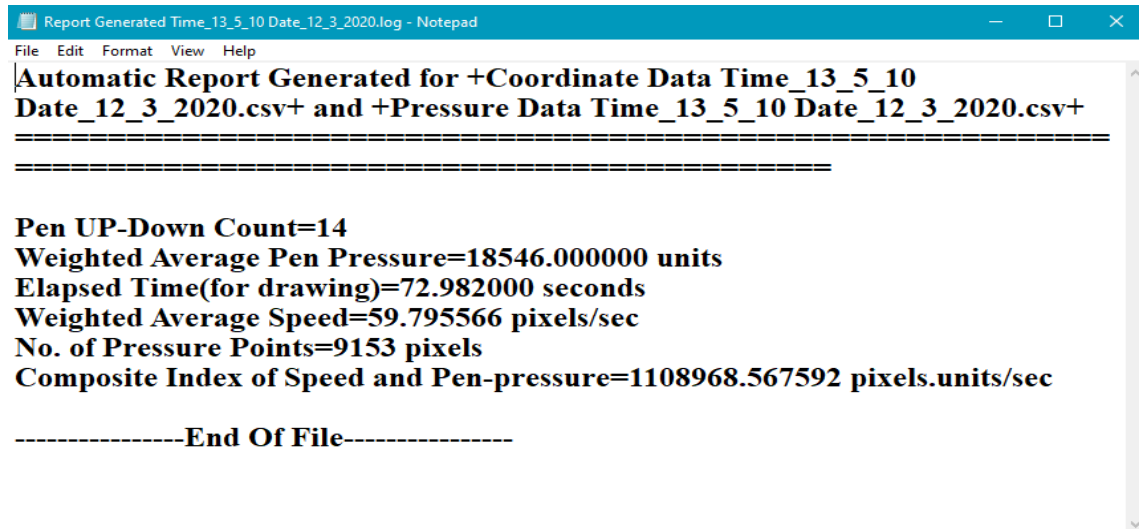 Report Generated Time_13_5_10 Date_12_3_2020.log - Notepad
File Edit Format View Help
Automatic Report Generated for +Coordinate Data Time_13_5_10
Date_12_3_2020.csv+ and +Pressure Data Time_13_5_10 Date_12_3_2020.csv+
===========================================================
============================================
Pen UP-Down Count=14
Weighted Average Pen Pressure=18546.000000 units
Elapsed Time(for drawing)=72.982000 seconds
Weighted Average Speed=59.795566 pixels/sec
No. of Pressure Points=9153 pixels
Composite Index of Speed and Pen-pressure=1108968.567592 pixels.units/sec
----------------End Of File----------------